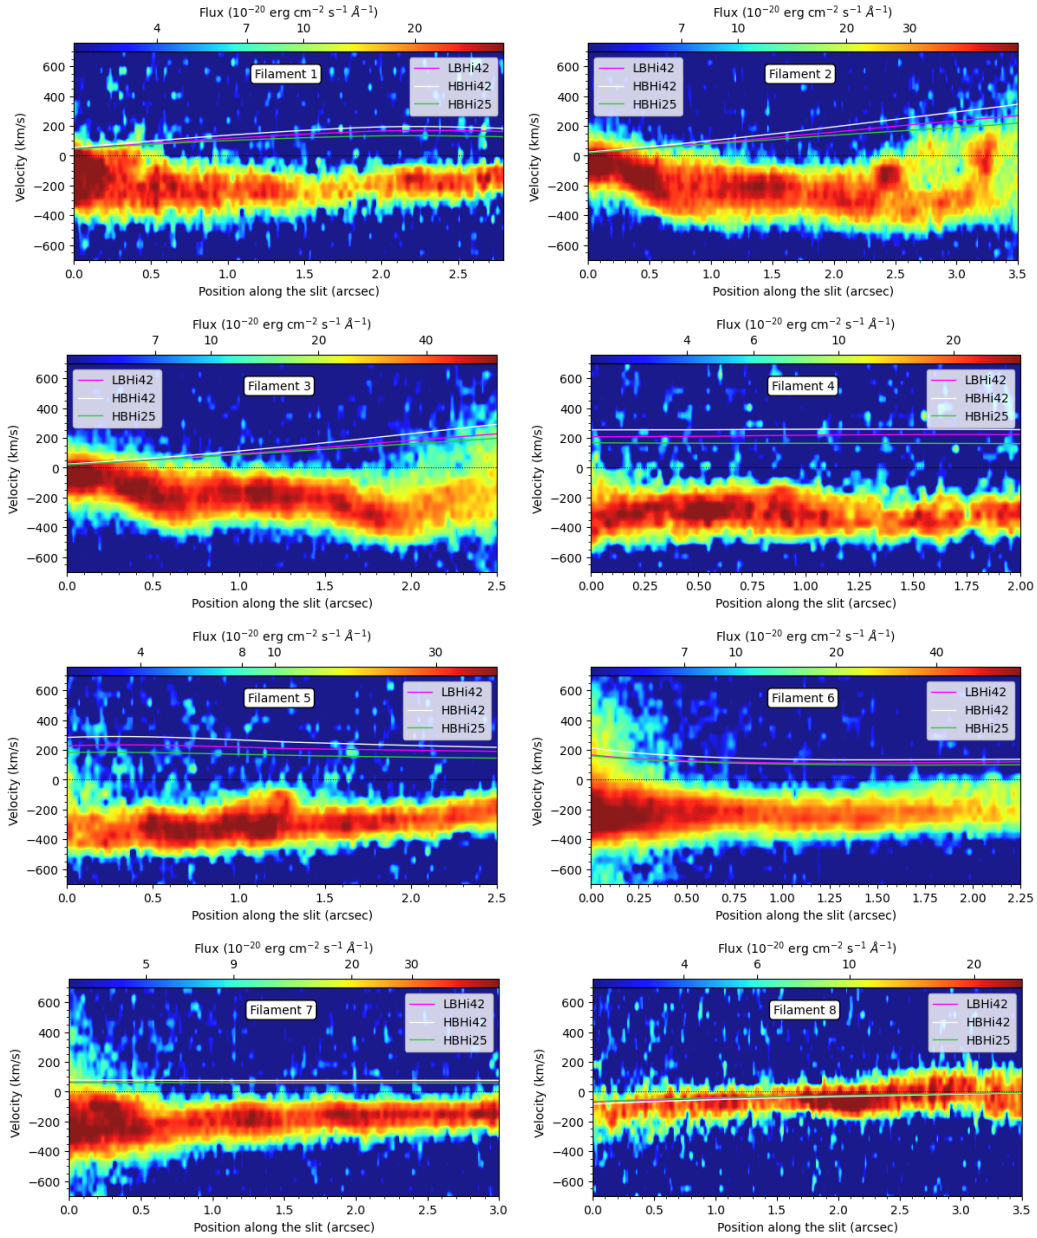 Flux (10⁻²⁰ erg cm⁻² s⁻¹ Å⁻¹)
4 7 10 20
Filament 1
LBHi42
HBHi42
HBHi25
Velocity (km/s)
600
400
200
0
−200
−400
−600
0.0 0.5 1.0 1.5 2.0 2.5
Position along the slit (arcsec)
Flux (10⁻²⁰ erg cm⁻² s⁻¹ Å⁻¹)
7 10 20 30
Filament 2
LBHi42
HBHi42
HBHi25
Velocity (km/s)
600
400
200
0
−200
−400
−600
0.0 0.5 1.0 1.5 2.0 2.5 3.0 3.5
Position along the slit (arcsec)
Flux (10⁻²⁰ erg cm⁻² s⁻¹ Å⁻¹)
7 10 20 40
Filament 3
LBHi42
HBHi42
HBHi25
Velocity (km/s)
600
400
200
0
−200
−400
−600
0.0 0.5 1.0 1.5 2.0 2.5
Position along the slit (arcsec)
Flux (10⁻²⁰ erg cm⁻² s⁻¹ Å⁻¹)
4 6 10 20
Filament 4
LBHi42
HBHi42
HBHi25
Velocity (km/s)
600
400
200
0
−200
−400
−600
0.00 0.25 0.50 0.75 1.00 1.25 1.50 1.75 2.00
Position along the slit (arcsec)
Flux (10⁻²⁰ erg cm⁻² s⁻¹ Å⁻¹)
4 8 10 30
Filament 5
LBHi42
HBHi42
HBHi25
Velocity (km/s)
600
400
200
0
−200
−400
−600
0.0 0.5 1.0 1.5 2.0 2.5
Position along the slit (arcsec)
Flux (10⁻²⁰ erg cm⁻² s⁻¹ Å⁻¹)
7 10 20 40
Filament 6
LBHi42
HBHi42
HBHi25
Velocity (km/s)
600
400
200
0
−200
−400
−600
0.00 0.25 0.50 0.75 1.00 1.25 1.50 1.75 2.00 2.25
Position along the slit (arcsec)
Flux (10⁻²⁰ erg cm⁻² s⁻¹ Å⁻¹)
5 9 20 30
Filament 7
LBHi42
HBHi42
HBHi25
Velocity (km/s)
600
400
200
0
−200
−400
−600
0.0 0.5 1.0 1.5 2.0 2.5 3.0
Position along the slit (arcsec)
Flux (10⁻²⁰ erg cm⁻² s⁻¹ Å⁻¹)
4 6 10 20
Filament 8
LBHi42
HBHi42
HBHi25
Velocity (km/s)
600
400
200
0
−200
−400
−600
0.0 0.5 1.0 1.5 2.0 2.5 3.0 3.5
Position along the slit (arcsec)